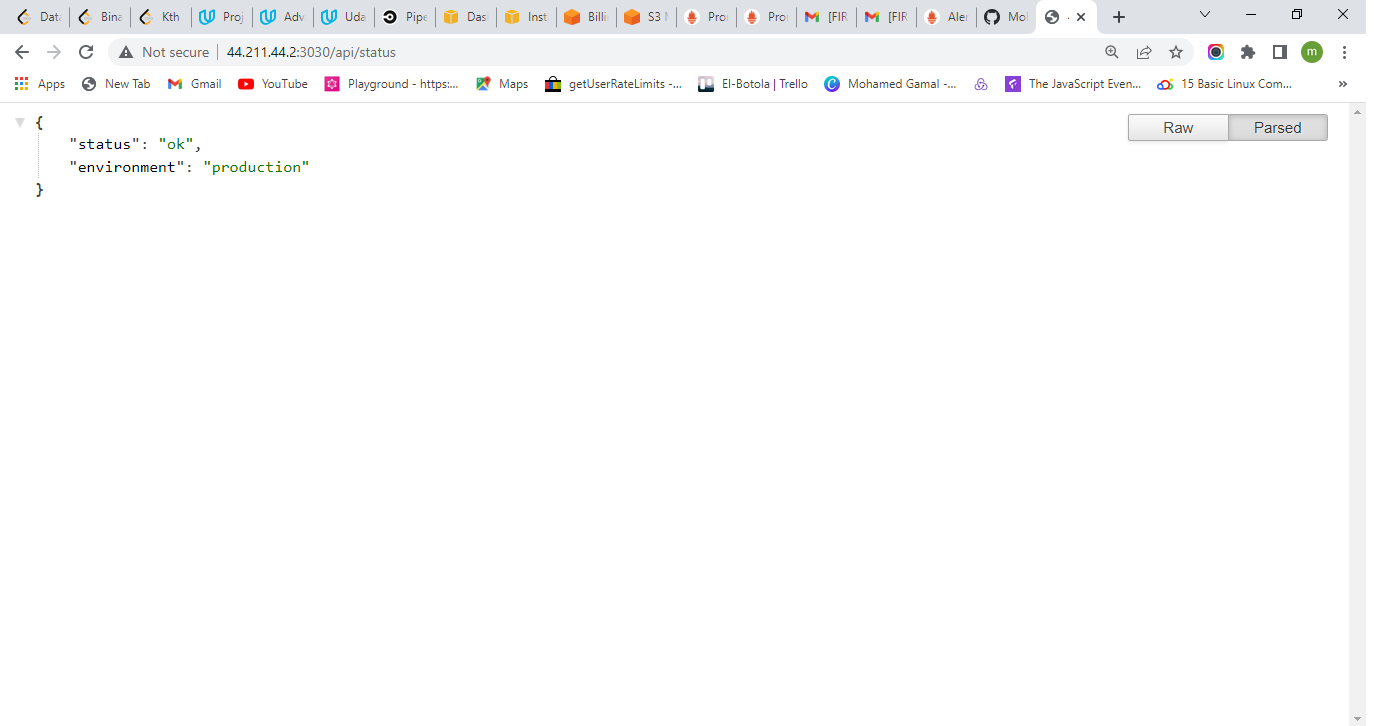 Data
Bina
Kth
Proj
Adv
Uda
Pipe
Das
Inst
Billi
S3 M
Pro
Pro
[FIR
[FIR
Aler
Mo
Not secure | 44.211.44.2:3030/api/status
m
Apps New Tab Gmail YouTube Playground - https:... Maps getUserRateLimits -... El-Botola | Trello Mohamed Gamal -... The JavaScript Even... 15 Basic Linux Com... »
Raw Parsed
{
"status": "ok",
"environment": "production"
}